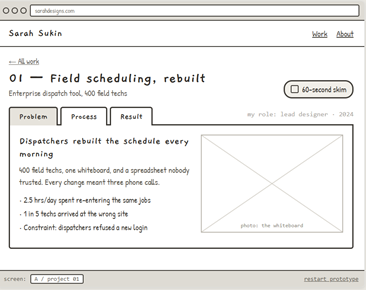 sarahdesigns.com
Sarah Sukin
Work About
← All work
01 — Field scheduling, rebuilt
Enterprise dispatch tool, 400 field techs
60-second skim
Problem Process Result
my role: lead designer · 2024
Dispatchers rebuilt the schedule every
morning
400 field techs, one whiteboard, and a spreadsheet nobody
trusted. Every change meant three phone calls.
· 2.5 hrs/day spent re-entering the same jobs
· 1 in 5 techs arrived at the wrong site
· Constraint: dispatchers refused a new login
photo: the whiteboard
screen: A / project 01
restart prototype